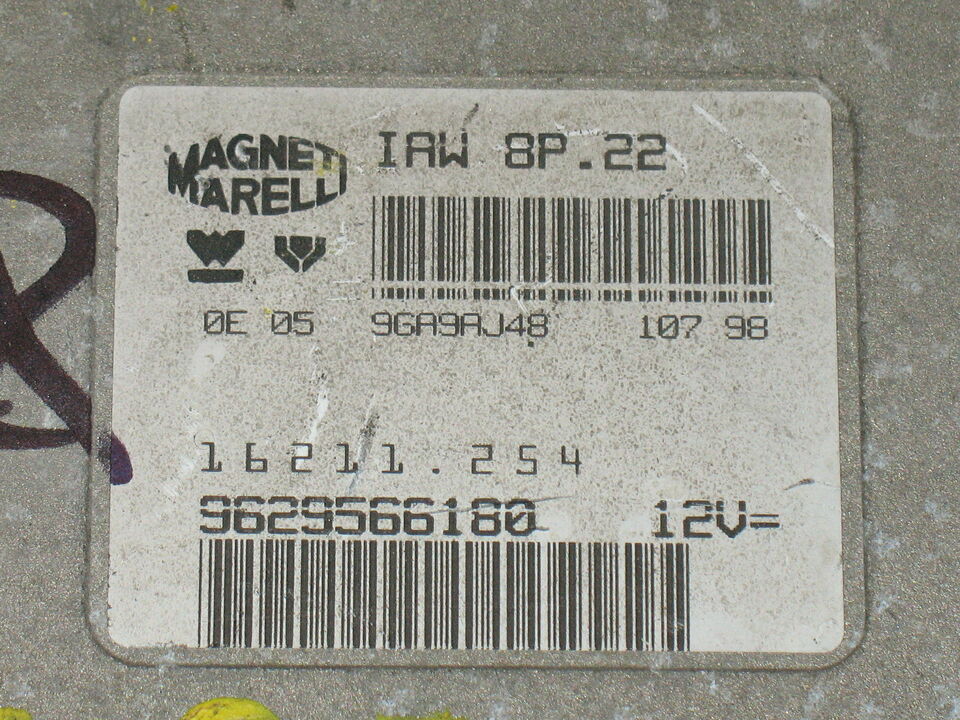 MAGNETI
MARELLI
IAW 8P.22
0E 05 9GA9AJ48 107 98
16211.254
9629566180 12V=